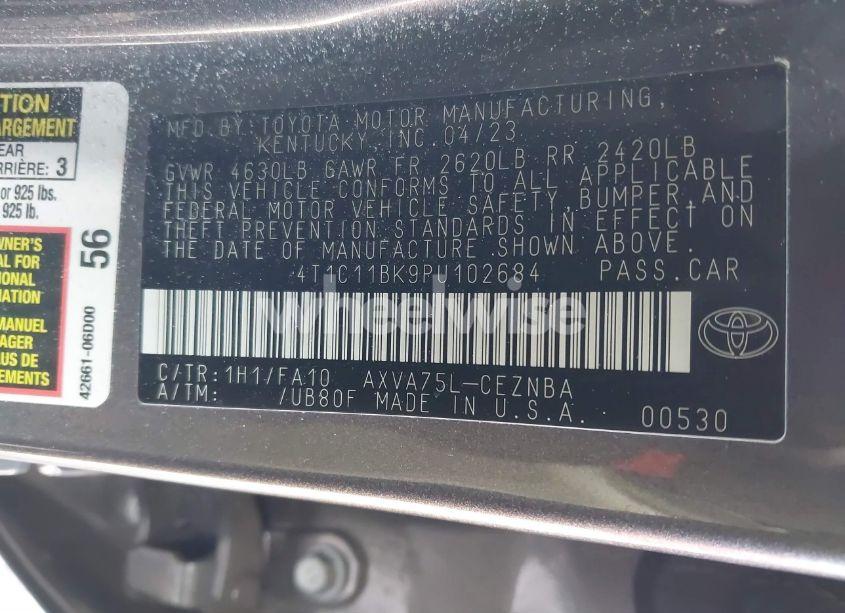 TION
ARGEMENT
EAR
RRIÈRE: 3
or 925 lbs.
925 lb.
WNER'S
AL FOR
TIONAL
MATION
MANUEL
AGER
US DE
EMENTS
56
42661-06D00
MFD. BY TOYOTA MOTOR MANUFACTURING,
KENTUCKY, INC. 04/23
GVWR 4630LB GAWR FR 2620LB RR 2420LB
THIS VEHICLE CONFORMS TO ALL APPLICABLE
FEDERAL MOTOR VEHICLE SAFETY, BUMPER, AND
THEFT PREVENTION STANDARDS IN EFFECT ON
THE DATE OF MANUFACTURE SHOWN ABOVE.
4T1C11BK9PU102684 PASS.CAR
wheelwise
C/TR: 1H1/FA10 AXVA75L-CEZNBA
A/TM: /UB80F MADE IN U.S.A. 00530